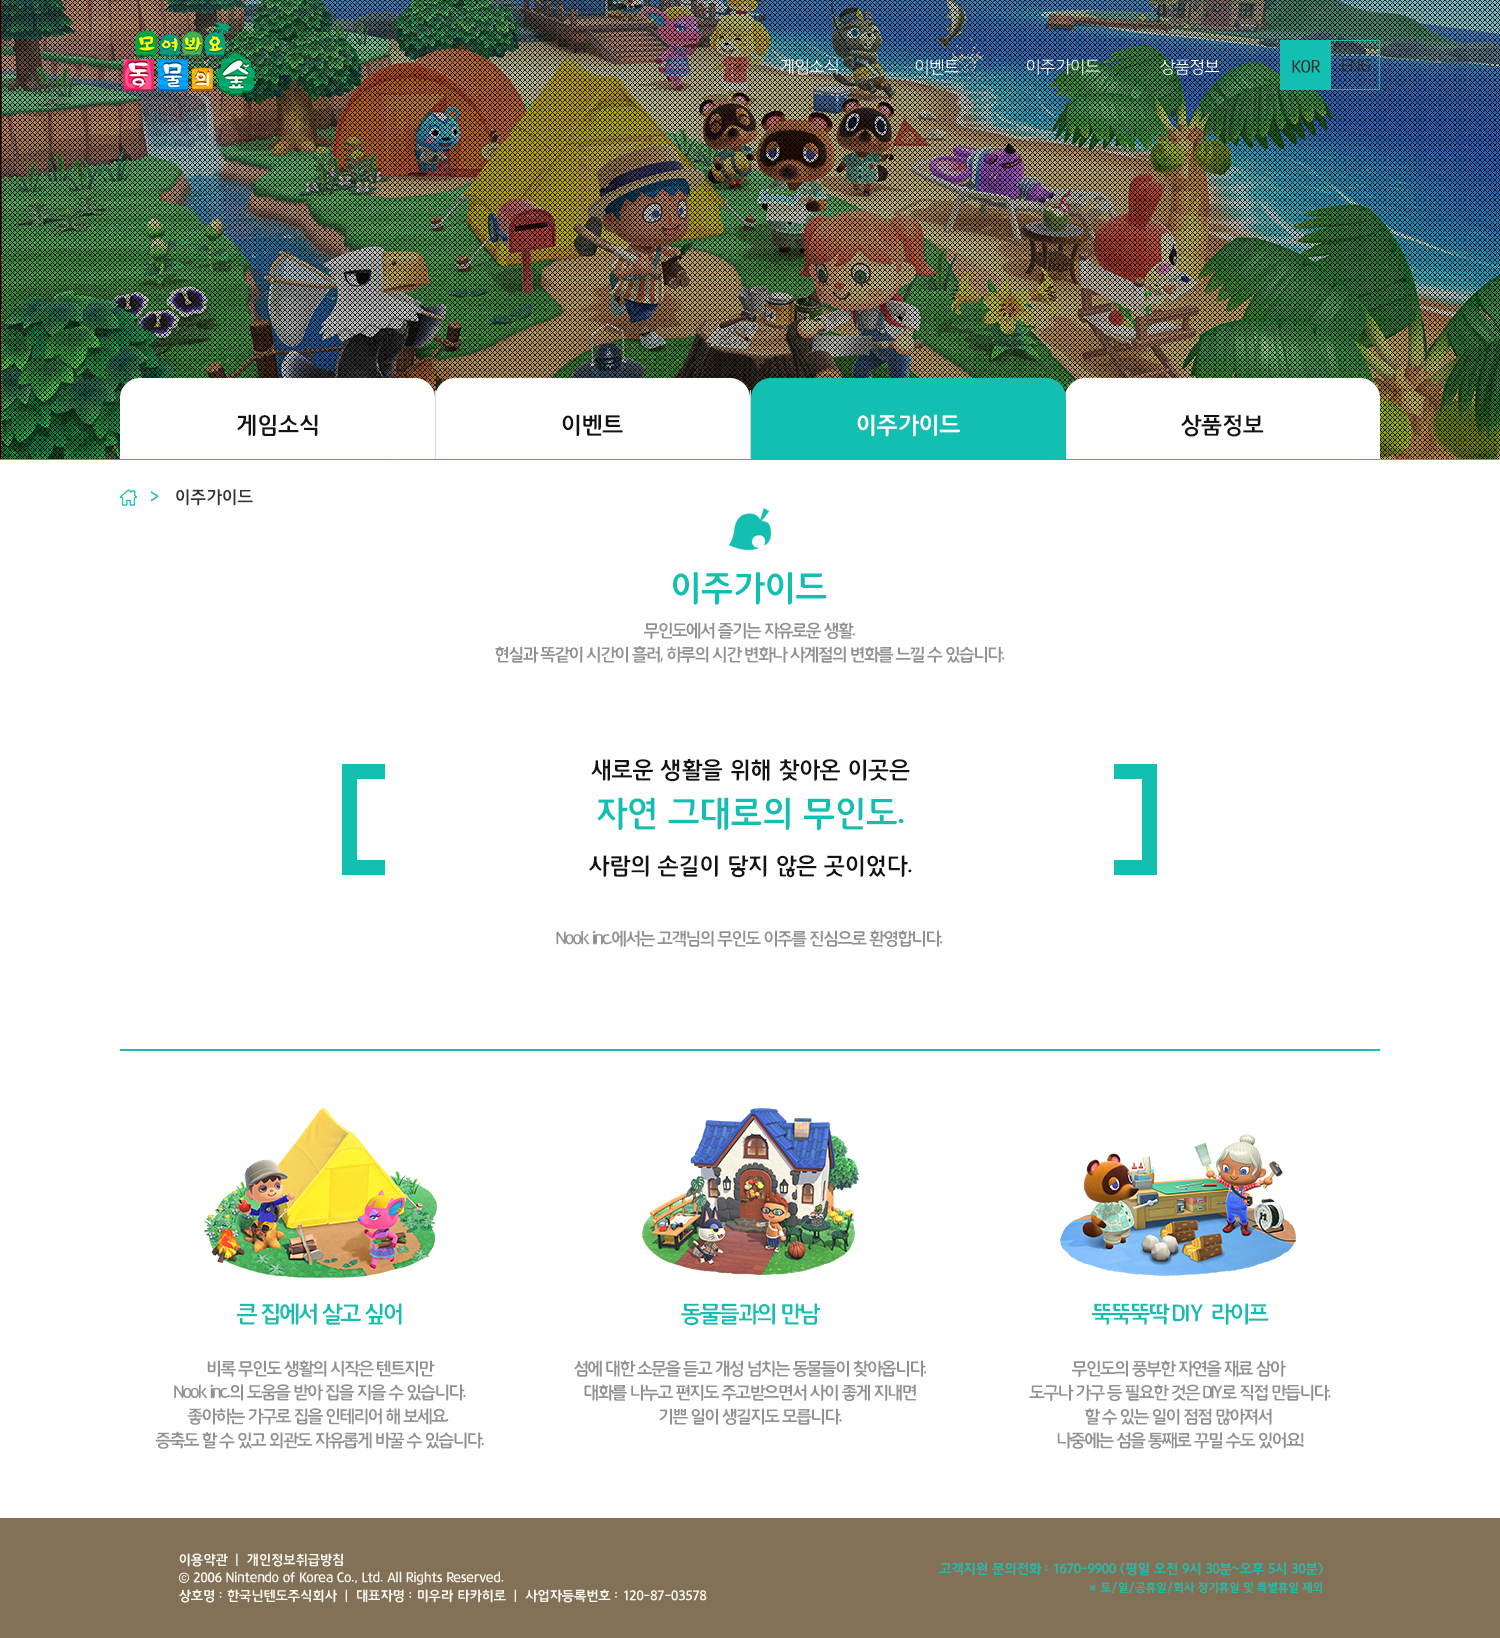 모여봐요
동물의 숲
게임소식
이벤트
이주가이드
상품정보
KOR
ENG
게임소식
이벤트
이주가이드
상품정보
> 이주가이드
이주가이드
무인도에서 즐기는 자유로운 생활.
현실과 똑같이 시간이 흘러, 하루의 시간 변화나 사계절의 변화를 느낄 수 있습니다.
새로운 생활을 위해 찾아온 이곳은
자연 그대로의 무인도.
사람의 손길이 닿지 않은 곳이었다.
Nook inc.에서는 고객님의 무인도 이주를 진심으로 환영합니다.
큰 집에서 살고 싶어
비록 무인도 생활의 시작은 텐트지만
Nook inc.의 도움을 받아 집을 지을 수 있습니다.
좋아하는 가구로 집을 인테리어 해 보세요.
증축도 할 수 있고 외관도 자유롭게 바꿀 수 있습니다.
동물들과의 만남
섬에 대한 소문을 듣고 개성 넘치는 동물들이 찾아옵니다.
대화를 나누고 편지도 주고받으면서 사이 좋게 지내면
기쁜 일이 생길지도 모릅니다.
뚝뚝뚝딱 DIY 라이프
무인도의 풍부한 자연을 재료 삼아
도구나 가구 등 필요한 것은 DIY로 직접 만듭니다.
할 수 있는 일이 점점 많아져서
나중에는 섬을 통째로 꾸밀 수도 있어요!
이용약관 | 개인정보취급방침
© 2006 Nintendo of Korea Co., Ltd. All Rights Reserved.
상호명 : 한국닌텐도주식회사 | 대표자명 : 미우라 타카히로 | 사업자등록번호 : 120-87-03578
고객지원 문의전화 : 1670-9900 (평일 오전 9시 30분~오후 5시 30분)
※ 토/일/공휴일/회사 정기휴일 및 특별휴일 제외